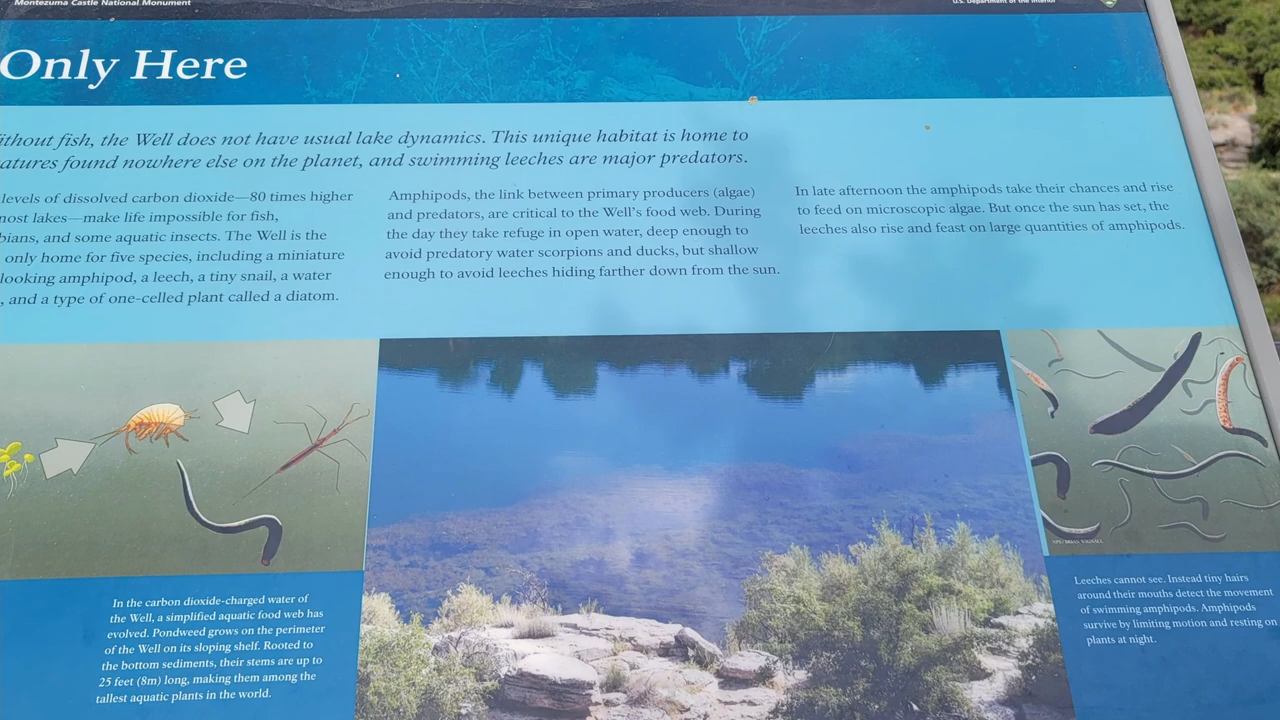 Montezuma Castle National Monument
U.S. Department of the Interior
Only Here
ithout fish, the Well does not have usual lake dynamics. This unique habitat is home to
atures found nowhere else on the planet, and swimming leeches are major predators.
levels of dissolved carbon dioxide—80 times higher
most lakes—make life impossible for fish,
bians, and some aquatic insects. The Well is the
only home for five species, including a miniature
looking amphipod, a leech, a tiny snail, a water
, and a type of one-celled plant called a diatom.
Amphipods, the link between primary producers (algae)
and predators, are critical to the Well's food web. During
the day they take refuge in open water, deep enough to
avoid predatory water scorpions and ducks, but shallow
enough to avoid leeches hiding farther down from the sun.
In late afternoon the amphipods take their chances and rise
to feed on microscopic algae. But once the sun has set, the
leeches also rise and feast on large quantities of amphipods.
In the carbon dioxide-charged water of
the Well, a simplified aquatic food web has
evolved. Pondweed grows on the perimeter
of the Well on its sloping shelf. Rooted to
the bottom sediments, their stems are up to
25 feet (8m) long, making them among the
tallest aquatic plants in the world.
Leeches cannot see. Instead tiny hairs
around their mouths detect the movement
of swimming amphipods. Amphipods
survive by limiting motion and resting on
plants at night.